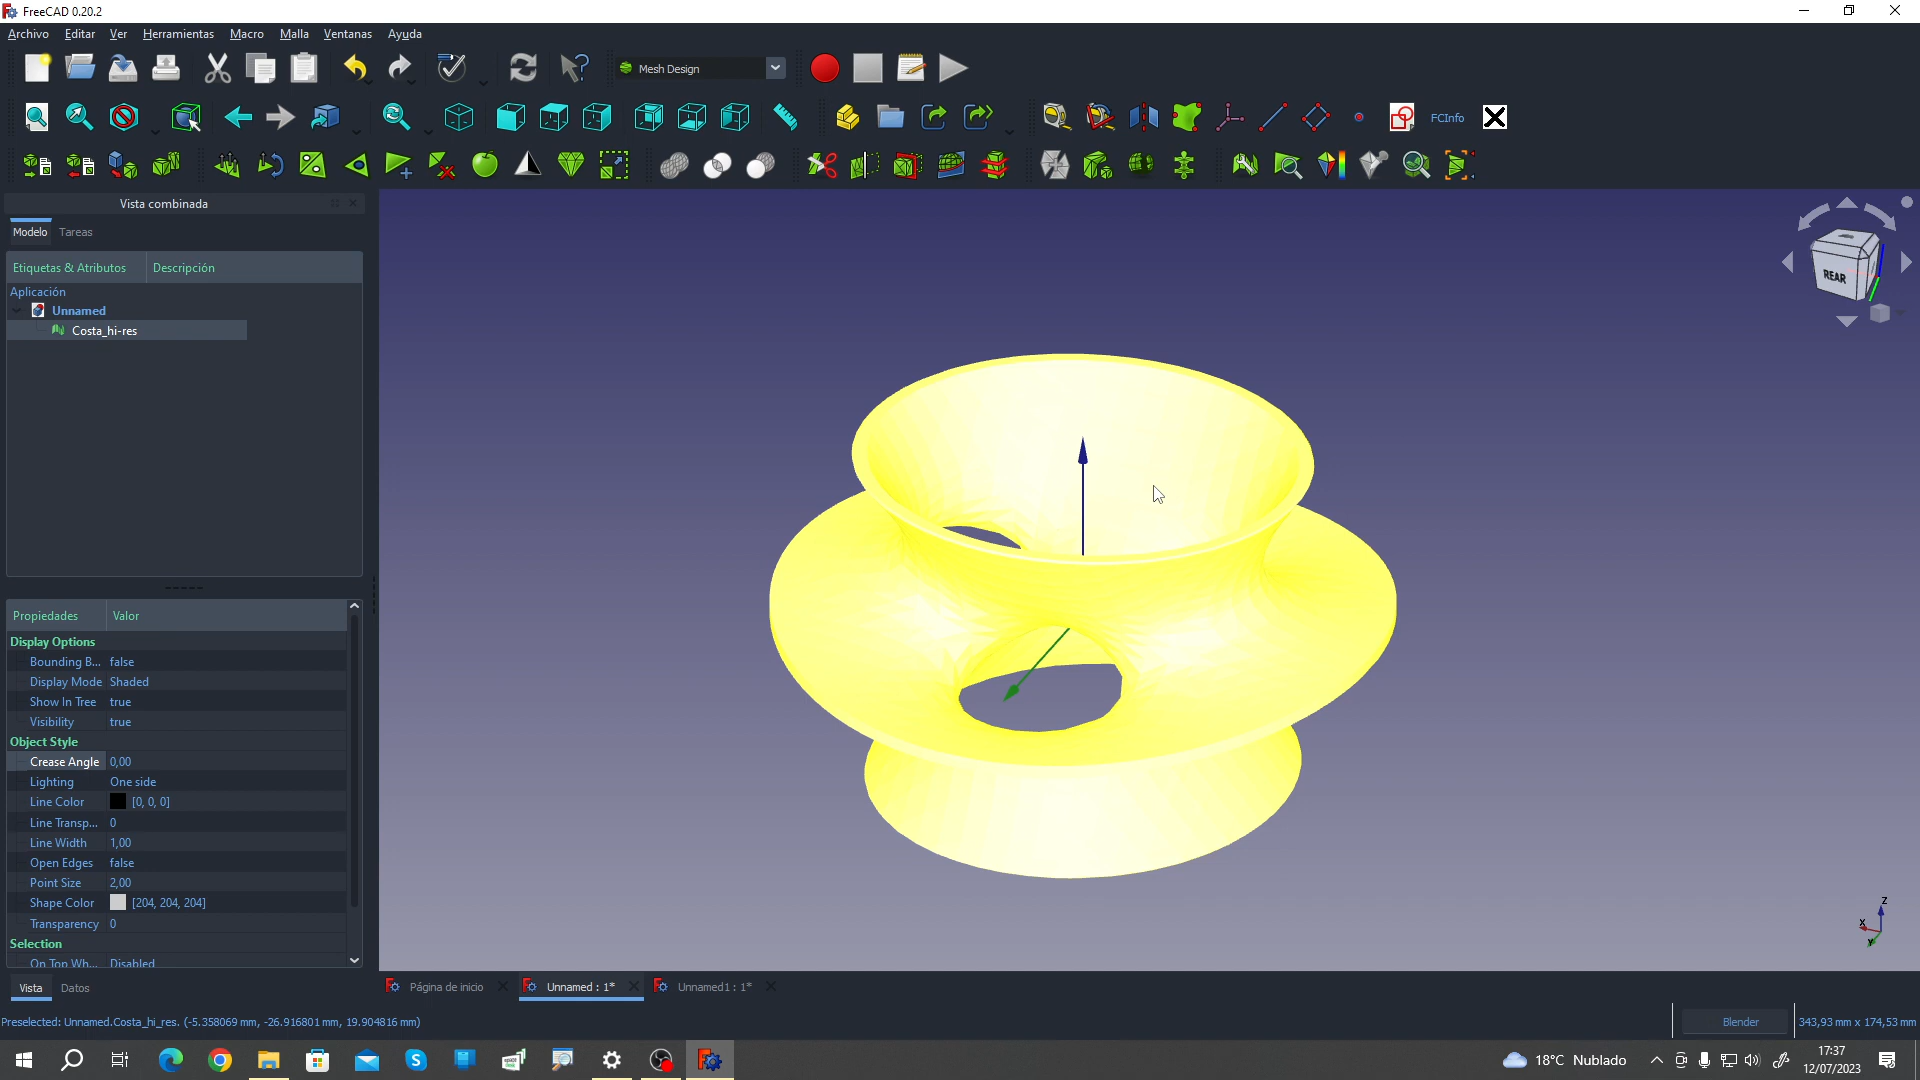 FreeCAD 0.20.2
Archivo Editar Ver Herramientas Macro Malla Ventanas Ayuda
Mesh Design
FCInfo
Vista combinada
Modelo Tareas
Etiquetas & Atributos Descripción
Aplicación
Unnamed
Costa_hi-res
REAR
Propiedades Valor
Display Options
Bounding B... false
Display Mode Shaded
Show In Tree true
Visibility true
Object Style
Crease Angle 0,00
Lighting One side
Line Color [0, 0, 0]
Line Transp... 0
Line Width 1,00
Open Edges false
Point Size 2,00
Shape Color [204, 204, 204]
Transparency 0
Selection
On Top Wh... Disabled
Z
X
Y
Vista Datos
Página de inicio Unnamed : 1* Unnamed1 : 1*
Preselected: Unnamed.Costa_hi_res. (-5.358069 mm, -26.916801 mm, 19.904816 mm)
Blender 343,93 mm x 174,53 mm
18°C Nublado
17:37
12/07/2023